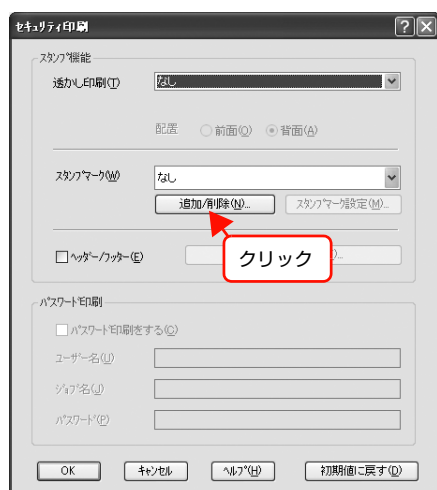 セキュリティ印刷
スタンプ機能
透かし印刷(T) なし
配置 前面(O) 背面(A)
スタンプマーク(W) なし
追加/削除(N)... スタンプマーク設定(M)...
ヘッダー/フッター(E)
クリック
パスワード印刷
パスワード印刷をする(C)
ユーザー名(U)
ジョブ名(J)
パスワード(P)
OK キャンセル ヘルプ(H) 初期値に戻す(D)